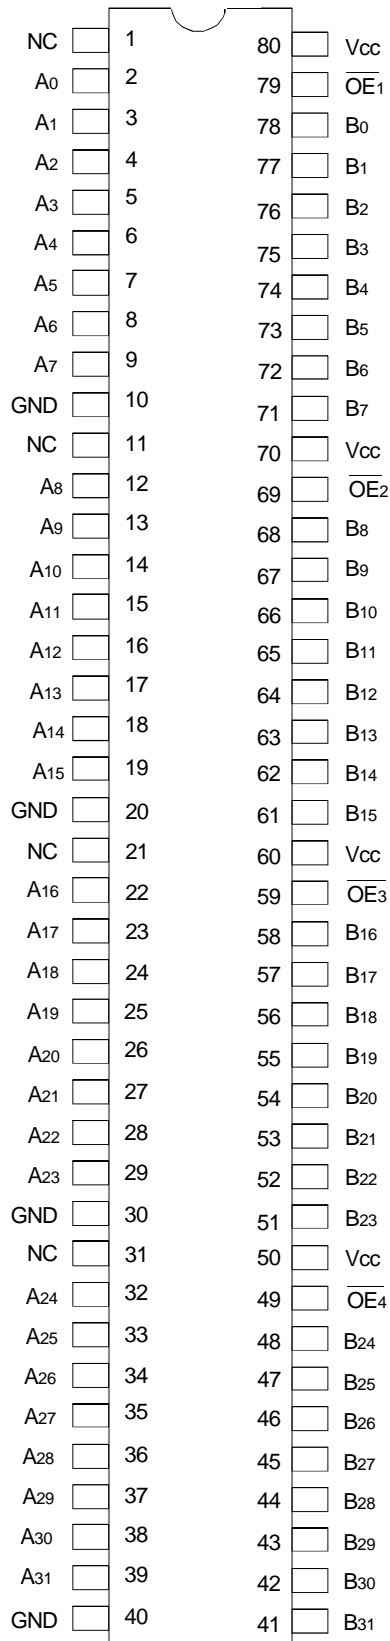 NC 1 80 Vcc
A0 2 79 OE1
A1 3 78 B0
A2 4 77 B1
A3 5 76 B2
A4 6 75 B3
A5 7 74 B4
A6 8 73 B5
A7 9 72 B6
GND 10 71 B7
NC 11 70 Vcc
A8 12 69 OE2
A9 13 68 B8
A10 14 67 B9
A11 15 66 B10
A12 16 65 B11
A13 17 64 B12
A14 18 63 B13
A15 19 62 B14
GND 20 61 B15
NC 21 60 Vcc
A16 22 59 OE3
A17 23 58 B16
A18 24 57 B17
A19 25 56 B18
A20 26 55 B19
A21 27 54 B20
A22 28 53 B21
A23 29 52 B22
GND 30 51 B23
NC 31 50 Vcc
A24 32 49 OE4
A25 33 48 B24
A26 34 47 B25
A27 35 46 B26
A28 36 45 B27
A29 37 44 B28
A30 38 43 B29
A31 39 42 B30
GND 40 41 B31